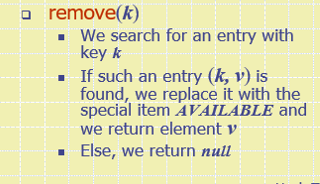 remove(k)
We search for an entry with
key k
If such an entry (k, v) is
found, we replace it with the
special item AVAILABLE and
we return element v
Else, we return null